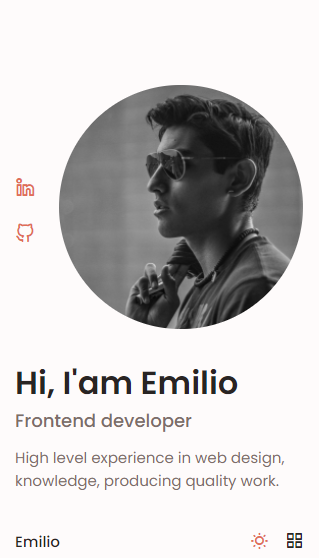 Hi, I'am Emilio
Frontend developer
High level experience in web design,
knowledge, producing quality work.
Emilio